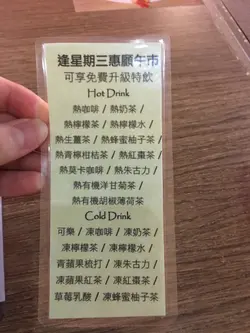 逢星期三惠顧午市
可享免費升級特飲
Hot Drink
熱咖啡 / 熱奶茶 /
熱檸檬茶 / 熱檸檬水 /
熱生薑茶 / 熱蜂蜜柚子茶 /
熱青檸柑桔茶 / 熱紅棗茶 /
熱莫卡咖啡 / 熱朱古力 /
熱有機洋甘菊茶 /
熱有機胡椒薄荷茶
Cold Drink
可樂 / 凍咖啡 / 凍奶茶 /
凍檸檬茶 / 凍檸檬水 /
青蘋果梳打 / 凍朱古力 /
凍蘋果紅茶 / 凍紅棗茶 /
草莓乳酸 / 凍蜂蜜柚子茶